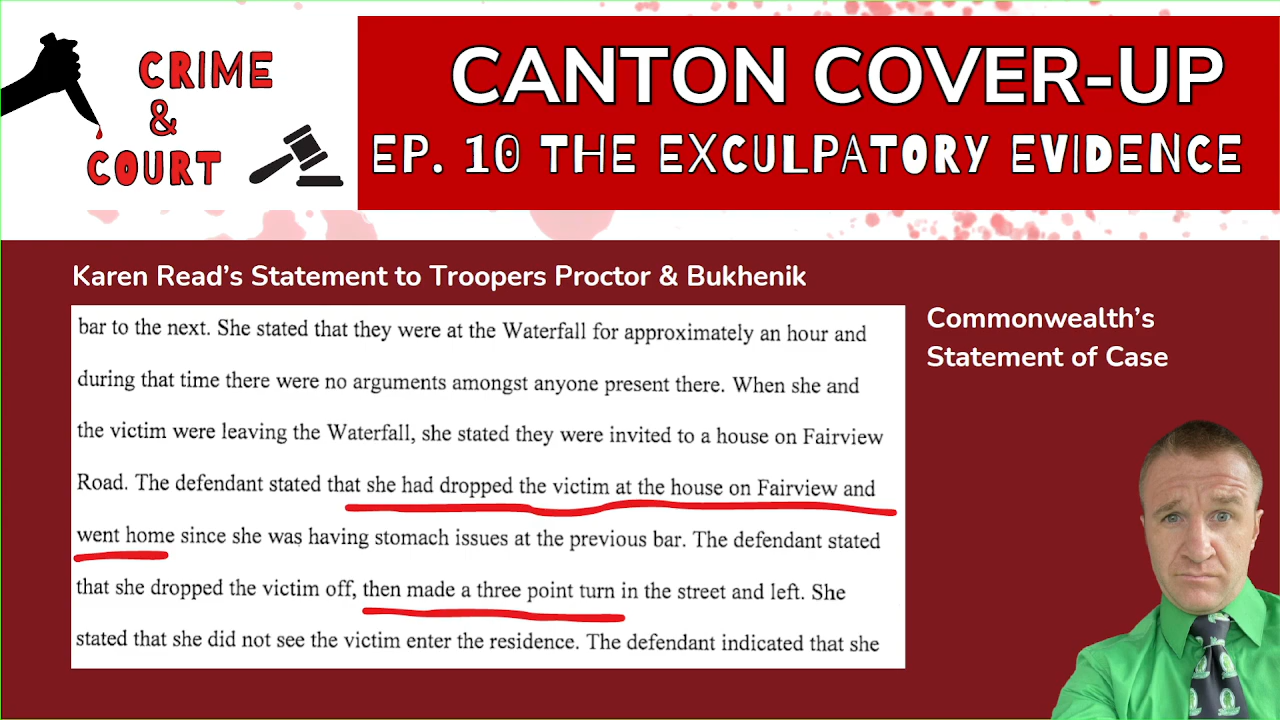 CRIME
&
COURT
CANTON COVER-UP
EP. 10 THE EXCULPATORY EVIDENCE
Karen Read's Statement to Troopers Proctor & Bukhenik
bar to the next. She stated that they were at the Waterfall for approximately an hour and
during that time there were no arguments amongst anyone present there. When she and
the victim were leaving the Waterfall, she stated they were invited to a house on Fairview
Road. The defendant stated that she had dropped the victim at the house on Fairview and
went home since she was having stomach issues at the previous bar. The defendant stated
that she dropped the victim off, then made a three point turn in the street and left. She
stated that she did not see the victim enter the residence. The defendant indicated that she
Commonwealth's
Statement of Case